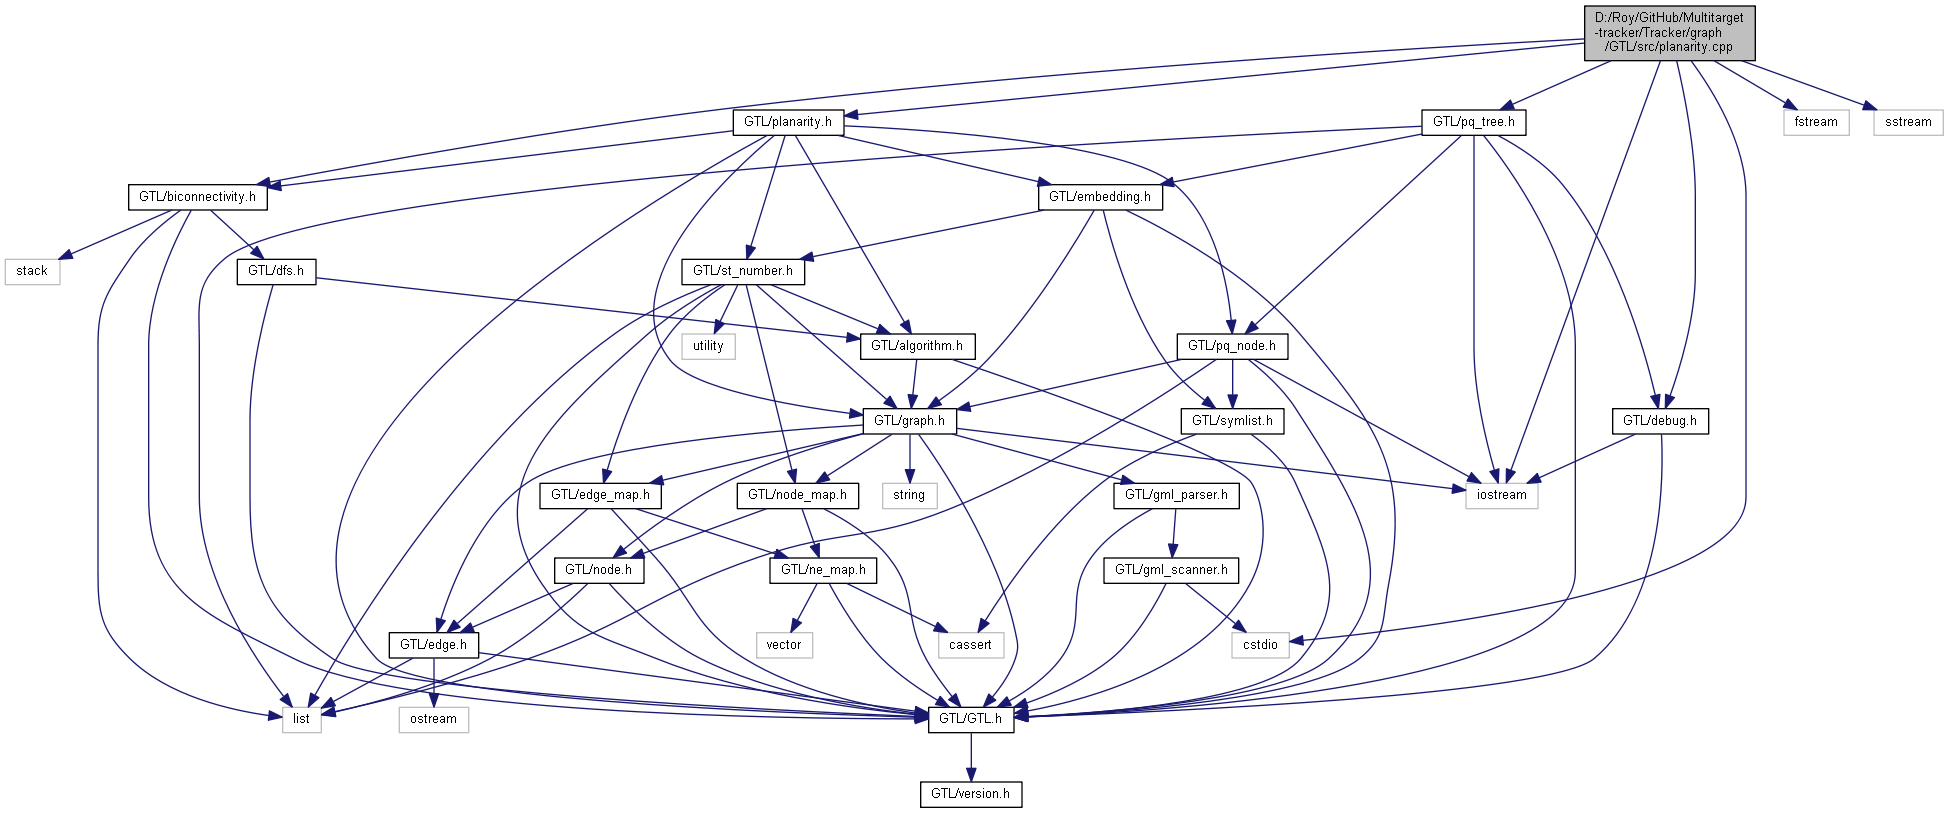 D:/Roy/GitHub/Multitarget
-tracker/Tracker/graph
/GTL/src/planarity.cpp
GTL/planarity.h
GTL/pq_tree.h
fstream
sstream
GTL/biconnectivity.h
GTL/embedding.h
stack
GTL/dfs.h
GTL/st_number.h
utility
GTL/algorithm.h
GTL/pq_node.h
GTL/graph.h
GTL/symlist.h
GTL/debug.h
GTL/edge_map.h
GTL/node_map.h
string
GTL/gml_parser.h
iostream
GTL/node.h
GTL/ne_map.h
GTL/gml_scanner.h
GTL/edge.h
vector
cassert
cstdio
list
ostream
GTL/GTL.h
GTL/version.h